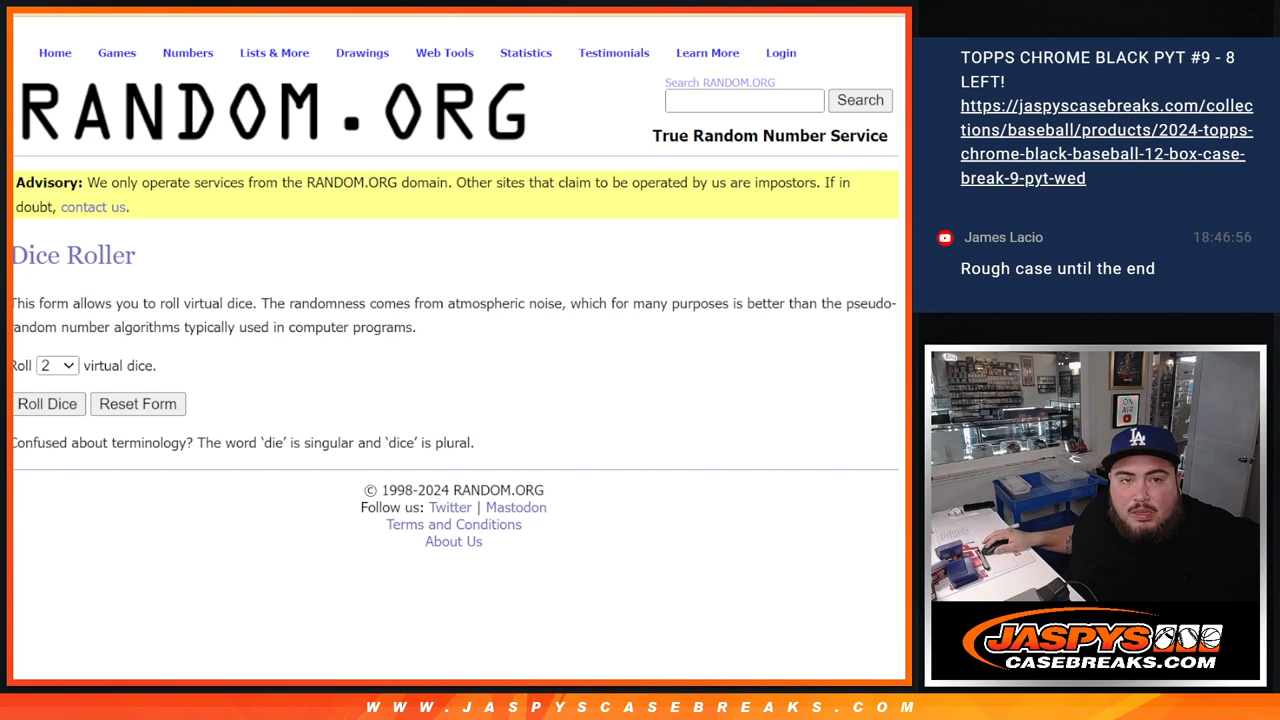 Home Games Numbers Lists & More Drawings Web Tools Statistics Testimonials Learn More Login
RANDOM.ORG
Search RANDOM.ORG
Search
True Random Number Service
Advisory: We only operate services from the RANDOM.ORG domain. Other sites that claim to be operated by us are impostors. If in
doubt, contact us.
Dice Roller
This form allows you to roll virtual dice. The randomness comes from atmospheric noise, which for many purposes is better than the pseudo-
random number algorithms typically used in computer programs.
Roll 2 virtual dice.
Roll Dice Reset Form
Confused about terminology? The word ‘die’ is singular and ‘dice’ is plural.
© 1998-2024 RANDOM.ORG
Follow us: Twitter | Mastodon
Terms and Conditions
About Us
TOPPS CHROME BLACK PYT #9 - 8
LEFT!
https://jaspyscasebreaks.com/collec
tions/baseball/products/2024-topps-
chrome-black-baseball-12-box-case-
break-9-pyt-wed
James Lacio 18:46:56
Rough case until the end
ON
AIR
LA
JASPYS
CASEBREAKS.COM
WWW.JASPYSCASEBREAKS.COM